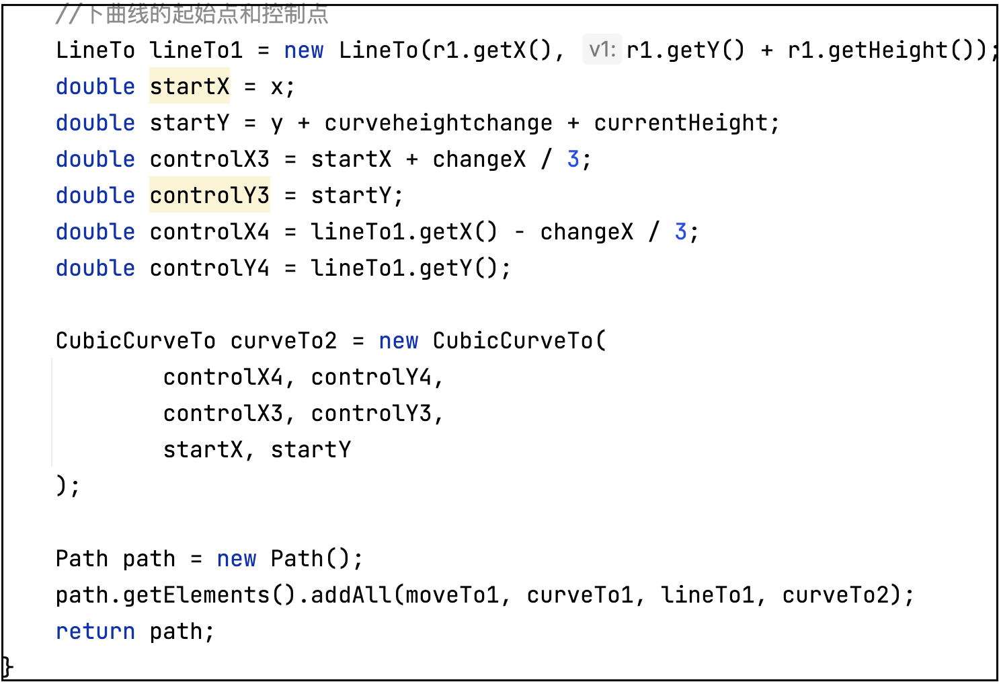 //下曲线的起始点和控制点
LineTo lineTo1 = new LineTo(r1.getX(), v1: r1.getY() + r1.getHeight());
double startX = x;
double startY = y + curveheightchange + currentHeight;
double controlX3 = startX + changeX / 3;
double controlY3 = startY;
double controlX4 = lineTo1.getX() - changeX / 3;
double controlY4 = lineTo1.getY();
CubicCurveTo curveTo2 = new CubicCurveTo(
controlX4, controlY4,
controlX3, controlY3,
startX, startY
);
Path path = new Path();
path.getElements().addAll(moveTo1, curveTo1, lineTo1, curveTo2);
return path;
}